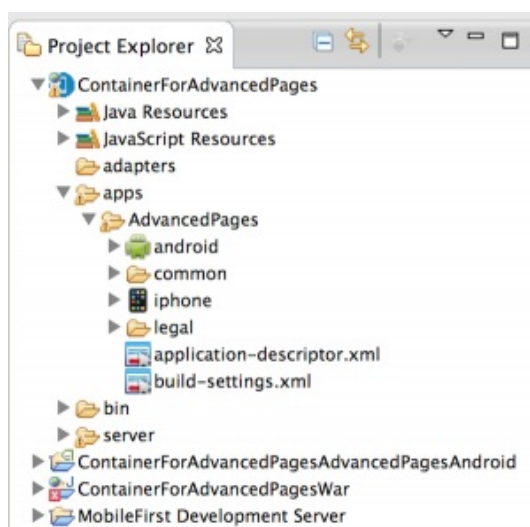 Project Explorer
ContainerForAdvancedPages
Java Resources
JavaScript Resources
adapters
apps
AdvancedPages
android
common
iphone
legal
application-descriptor.xml
build-settings.xml
bin
server
ContainerForAdvancedPagesAdvancedPagesAndroid
ContainerForAdvancedPagesWar
MobileFirst Development Server